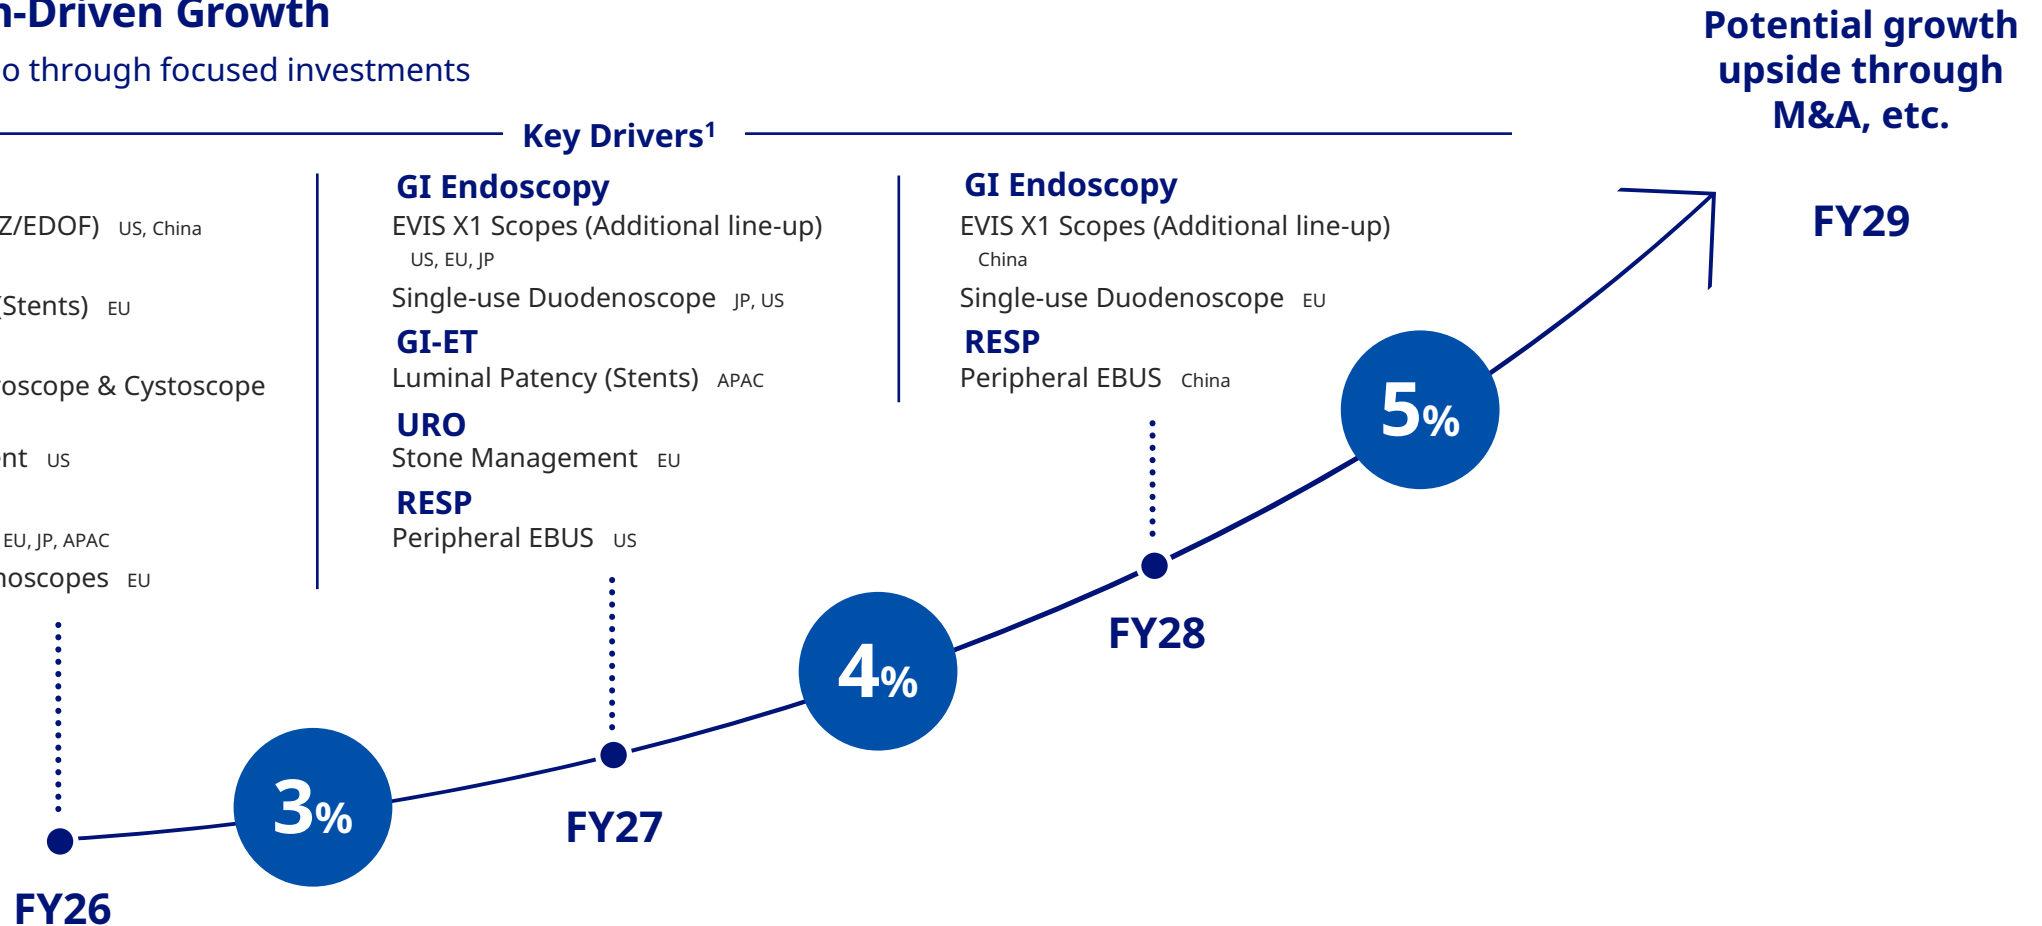 -Driven Growth
o through focused investments
Potential growth
upside through
M&A, etc.
Key Drivers¹
Z/EDOF) US, China
(Stents) EU
oscope & Cystoscope
nt US
EU, JP, APAC
noscopes EU
GI Endoscopy
EVIS X1 Scopes (Additional line-up)
US, EU, JP
Single-use Duodenoscope JP, US
GI-ET
Luminal Patency (Stents) APAC
URO
Stone Management EU
RESP
Peripheral EBUS US
GI Endoscopy
EVIS X1 Scopes (Additional line-up)
China
Single-use Duodenoscope EU
RESP
Peripheral EBUS China
FY29
5%
FY28
4%
FY27
3%
FY26